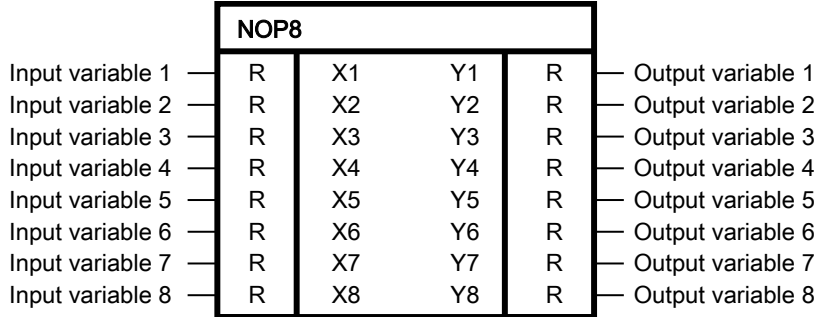 NOP8
Input variable 1 R X1 Y1 R Output variable 1
Input variable 2 R X2 Y2 R Output variable 2
Input variable 3 R X3 Y3 R Output variable 3
Input variable 4 R X4 Y4 R Output variable 4
Input variable 5 R X5 Y5 R Output variable 5
Input variable 6 R X6 Y6 R Output variable 6
Input variable 7 R X7 Y7 R Output variable 7
Input variable 8 R X8 Y8 R Output variable 8